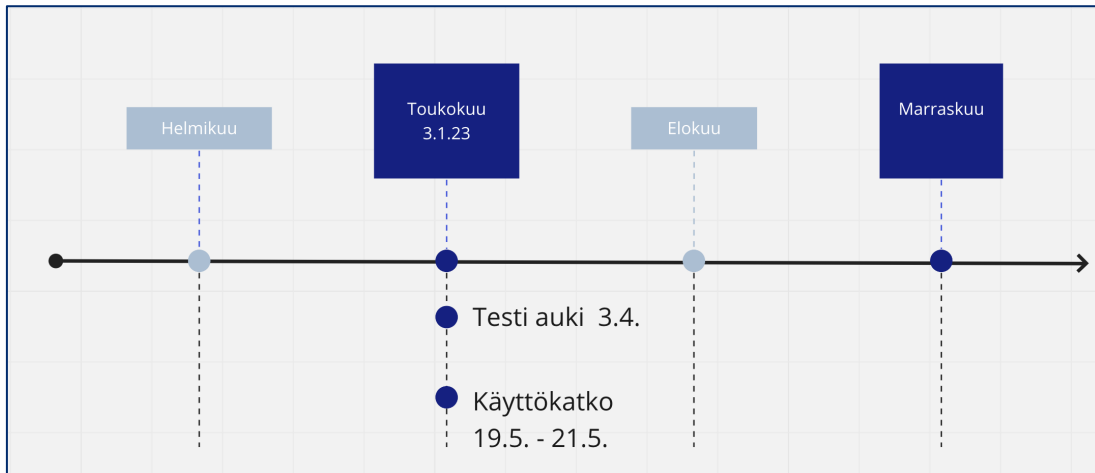 Helmikuu
Toukokuu
3.1.23
Elokuu
Marraskuu
Testi auki 3.4.
Käyttökatko
19.5. - 21.5.